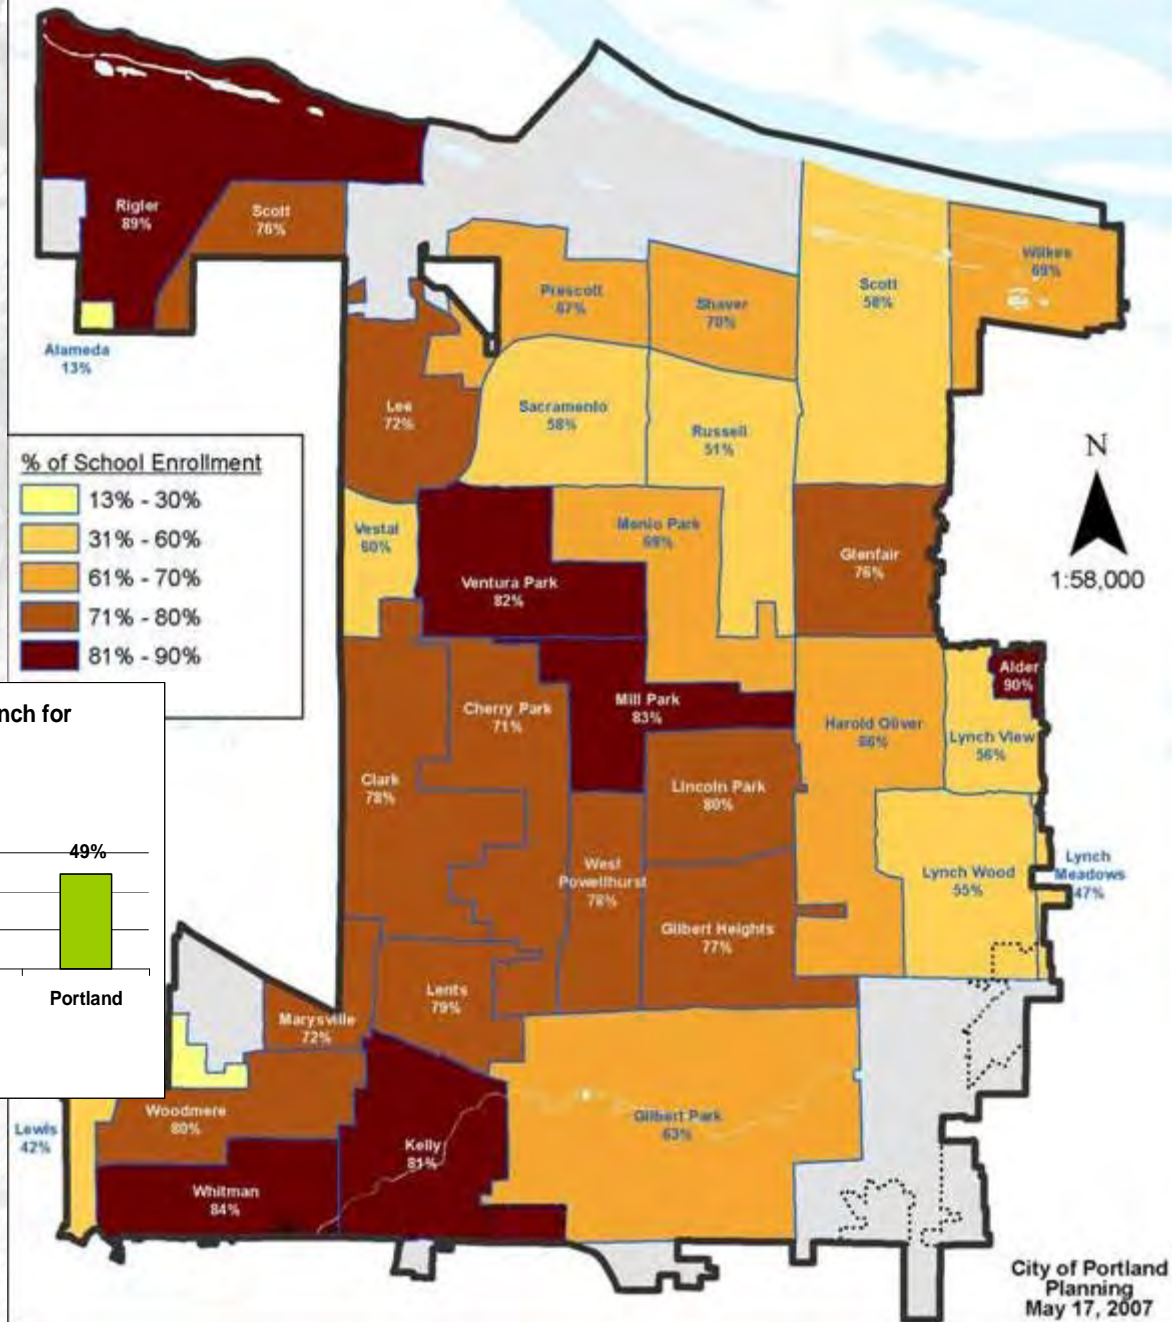 Rigler
89%
Scott
76%
Alameda
13%
Prescott
67%
Shaver
70%
Scott
58%
Wilkes
69%
Lee
72%
Sacramento
58%
Russell
51%
% of School Enrollment
13% - 30%
31% - 60%
61% - 70%
71% - 80%
81% - 90%
N
1:58,000
Vestal
60%
Ventura Park
82%
Menlo Park
69%
Glenfair
76%
Alder
90%
Cherry Park
71%
Mill Park
83%
Harold Oliver
66%
Lynch View
56%
Clark
78%
Lincoln Park
80%
West
Powellhurst
78%
Lynch Wood
55%
Lynch
Meadows
47%
Gilbert Heights
77%
nch for
49%
Portland
Lents
79%
Marysville
72%
Woodmere
80%
Lewis
42%
Kelly
81%
Gilbert Park
63%
Whitman
84%
City of Portland
Planning
May 17, 2007